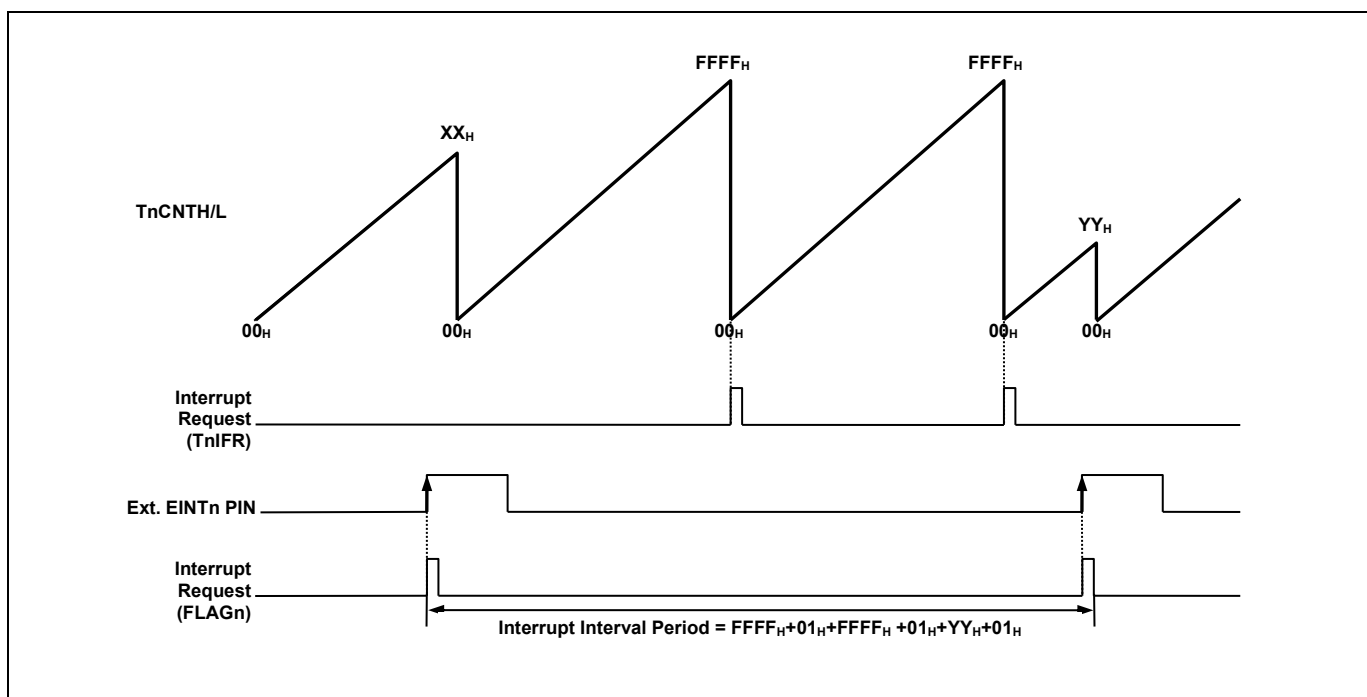 FFFFH FFFFH
XXH
TnCNTH/L
YYH
00H 00H 00H 00H 00H
Interrupt
Request
(TnIFR)
Ext. EINTn PIN
Interrupt
Request
(FLAGn)
Interrupt Interval Period = FFFFH+01H+FFFFH +01H+YYH+01H